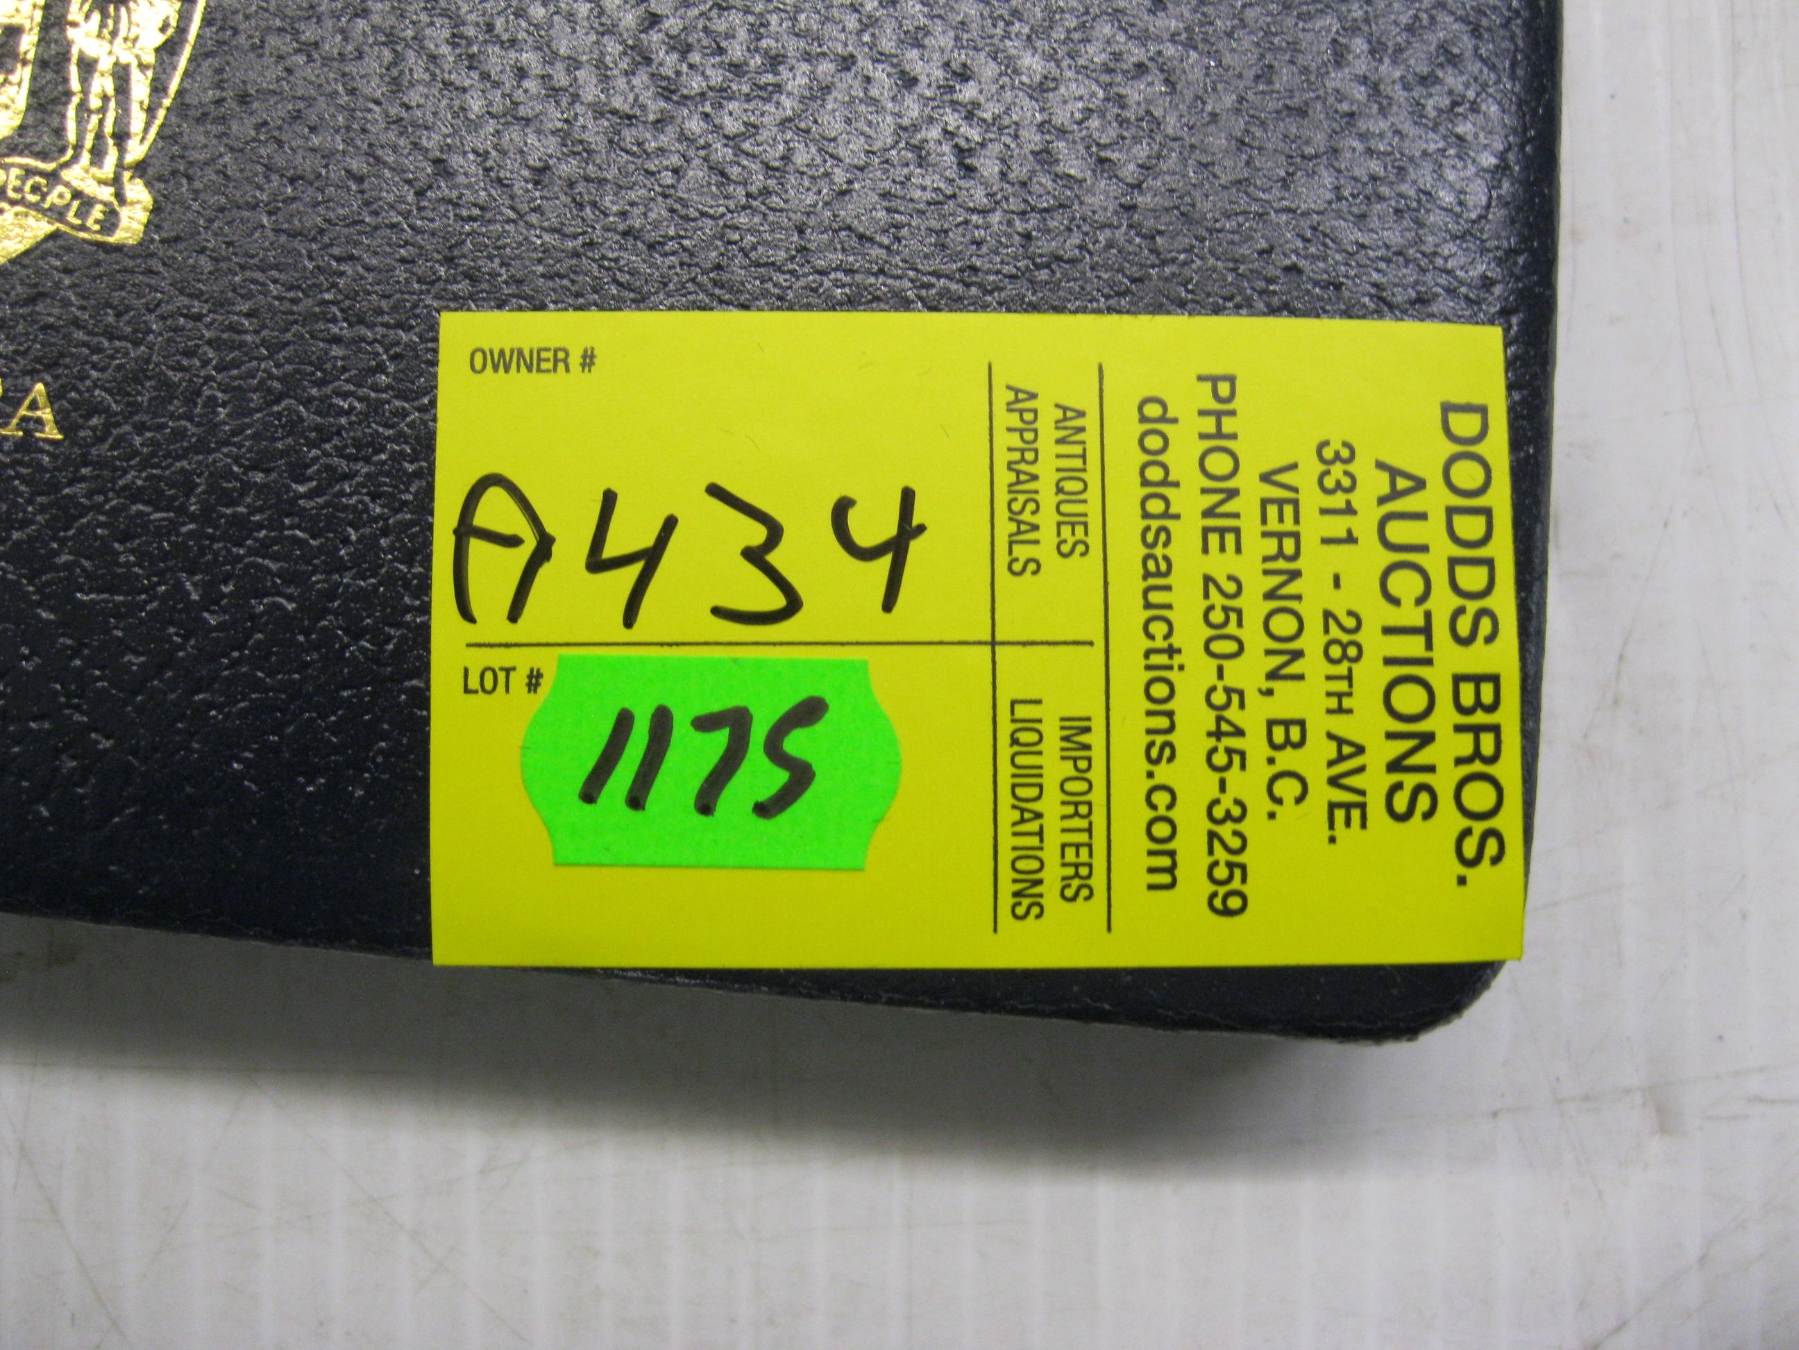 PEOPLE
OWNER #
A434
LOT #
1175
ANTIQUES
APPRAISALS
IMPORTERS
LIQUIDATIONS
DODDS BROS.
AUCTIONS
3311 - 28TH AVE.
VERNON, B.C.
PHONE 250-545-3259
doddsauctions.com